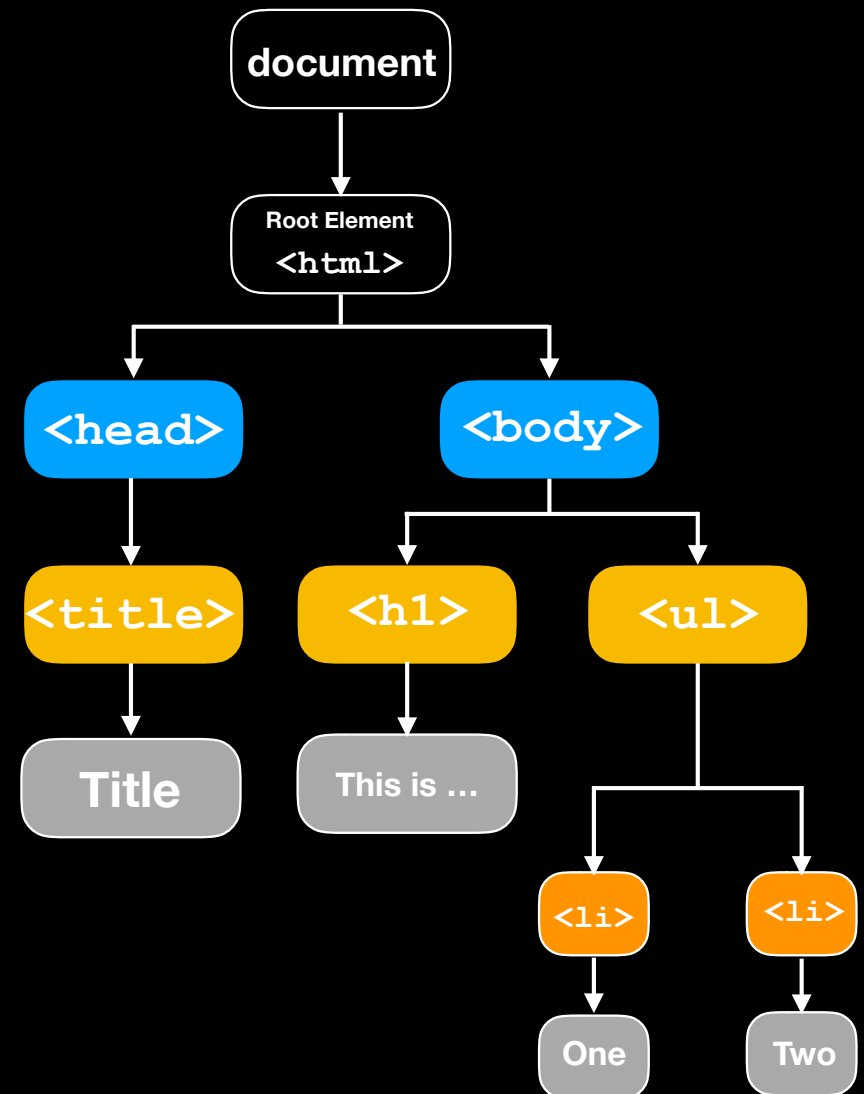 document
Root Element
<html>
<head>
<body>
<title>
<h1>
<ul>
Title
This is …
<li>
<li>
One
Two